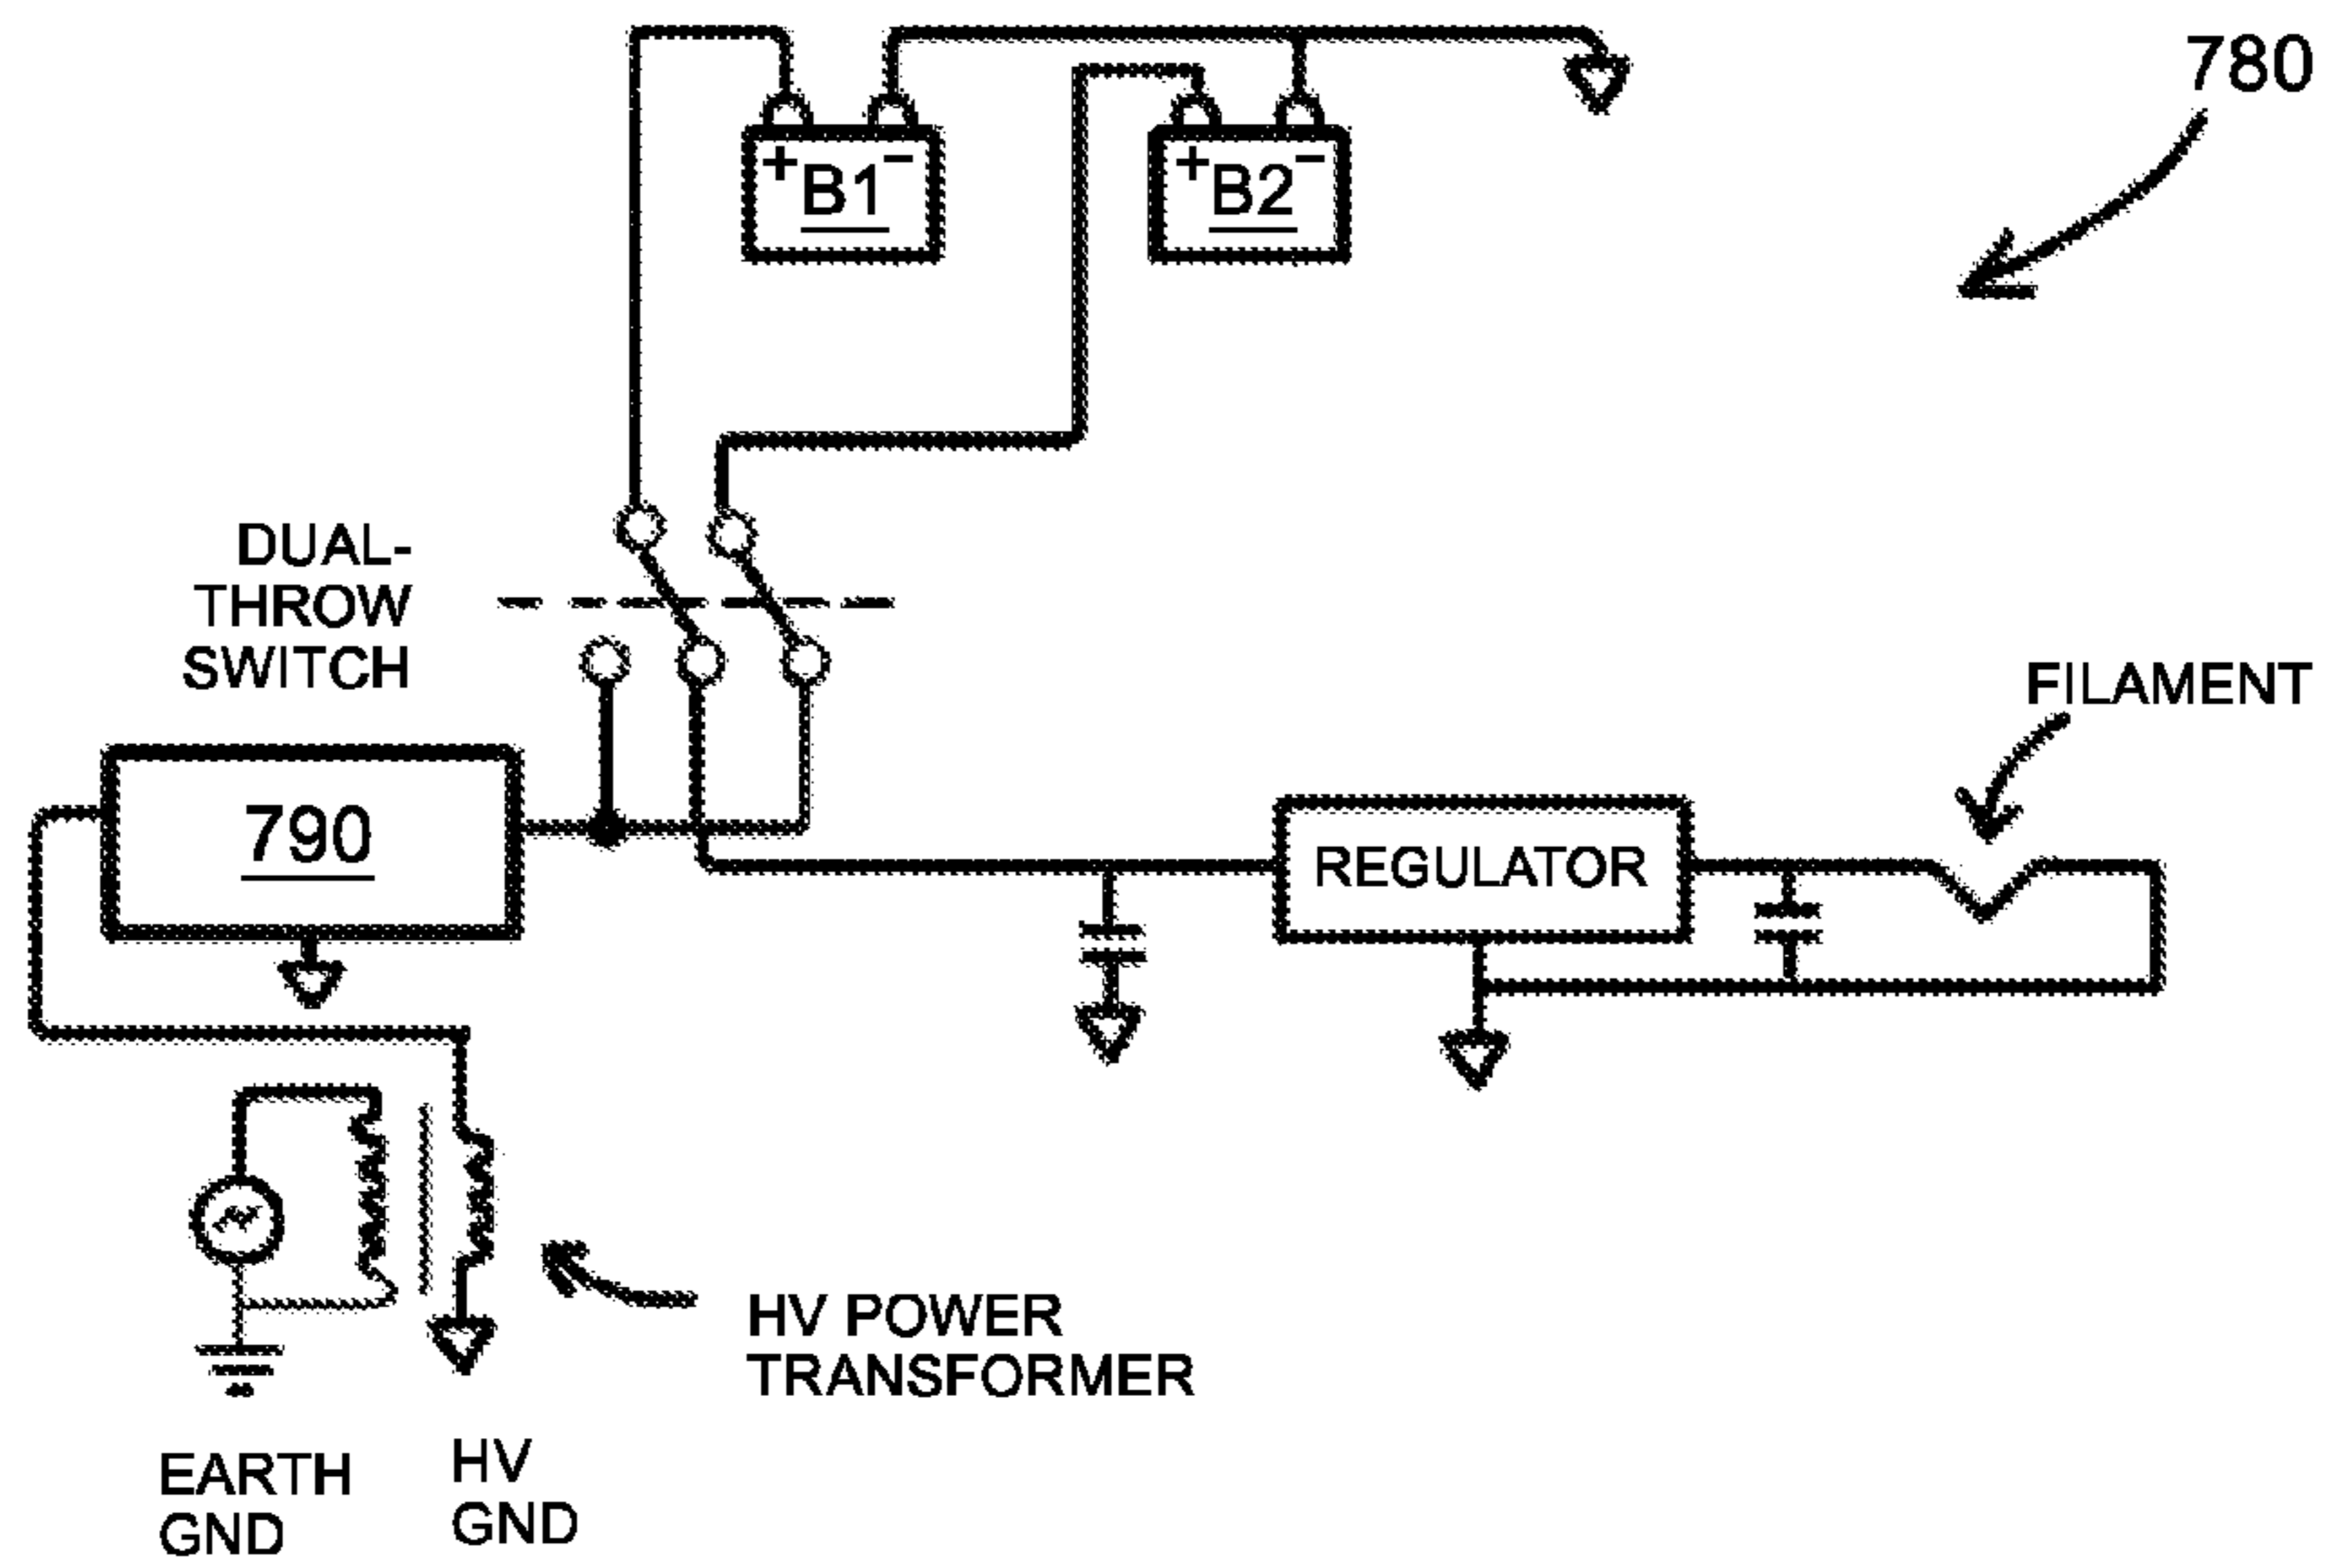 780
+ B1 -
+ B2 -
DUAL-
THROW
SWITCH
FILAMENT
790
REGULATOR
HV POWER
TRANSFORMER
EARTH
GND
HV
GND